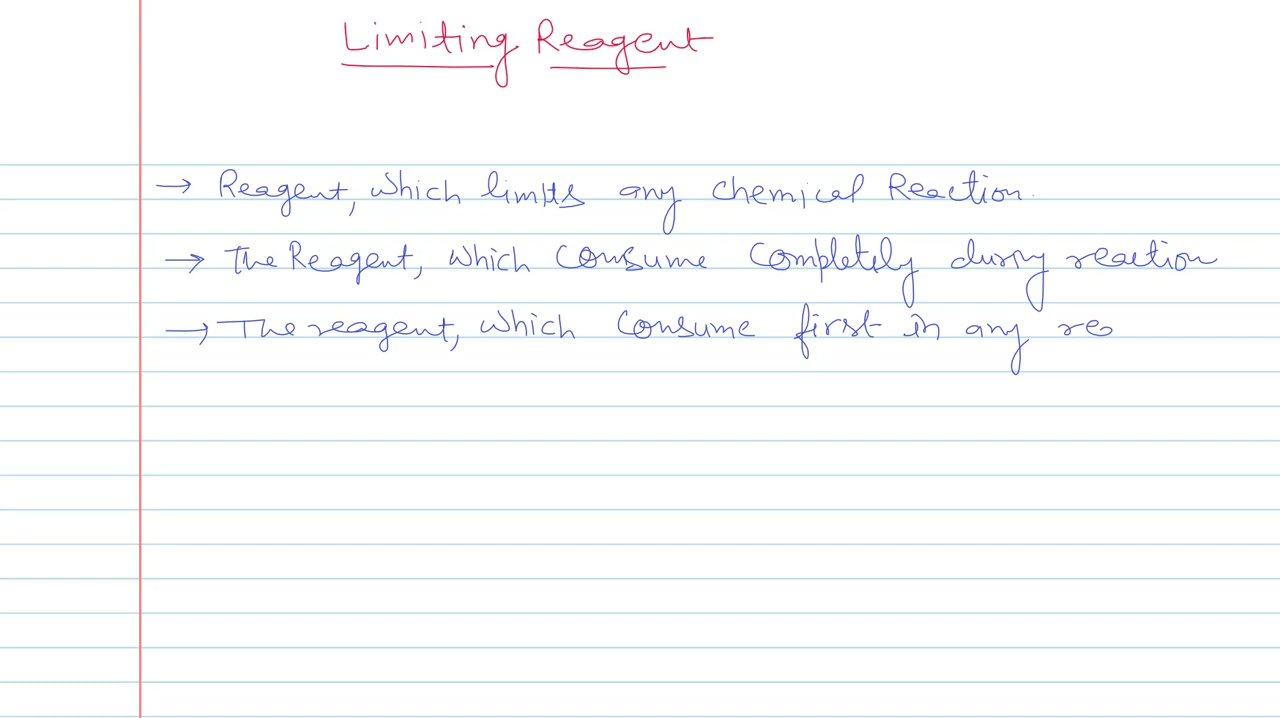 Limiting Reagent
→ Reagent, which limits any chemical Reaction.
→ The Reagent, which consume completely during reaction
→ The reagent, which consume first in any rea